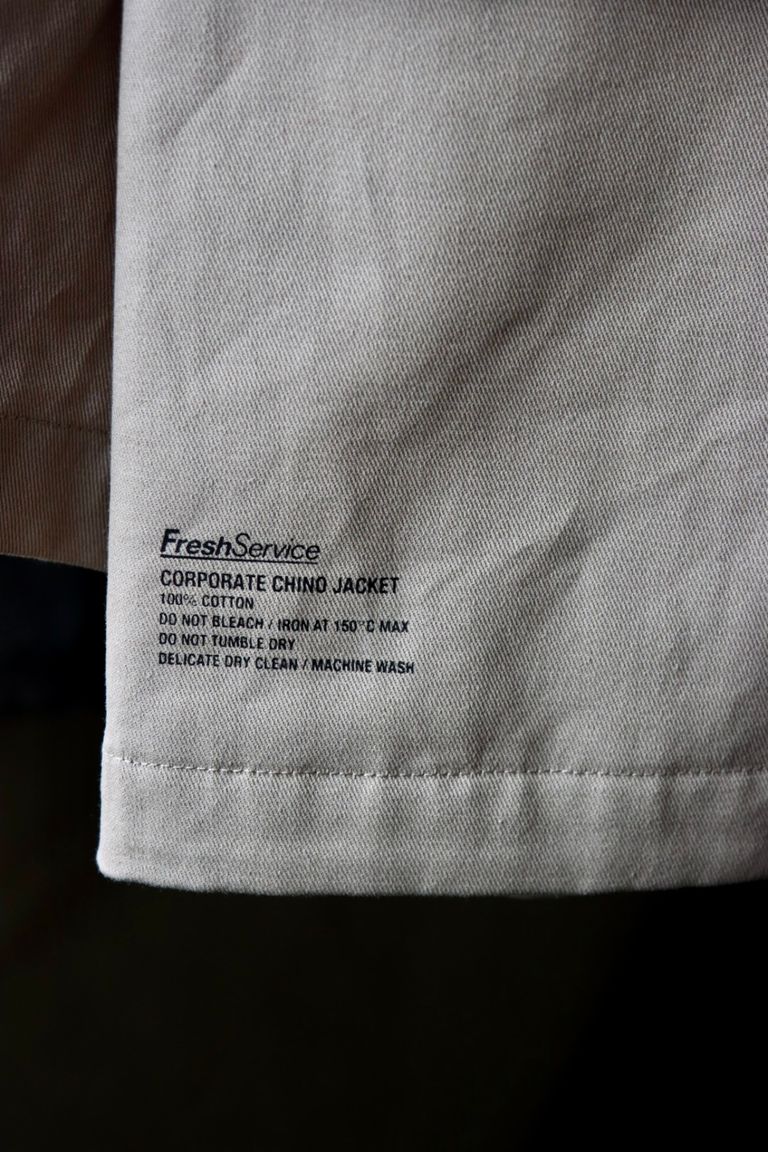 FreshService
CORPORATE CHINO JACKET
100% COTTON
DO NOT BLEACH / IRON AT 150°C MAX
DO NOT TUMBLE DRY
DELICATE DRY CLEAN / MACHINE WASH